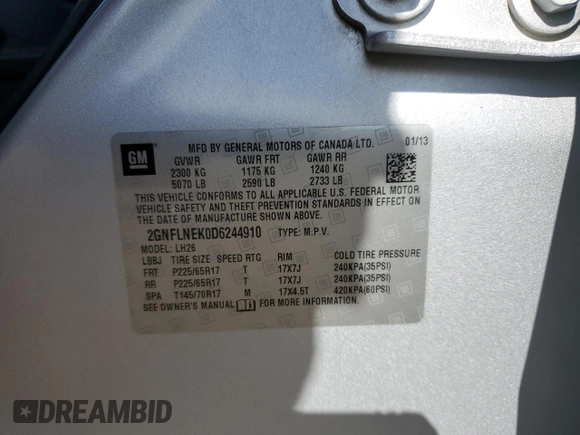 MFD BY GENERAL MOTORS OF CANADA LTD. 01/13
GM
GVWR GAWR FRT GAWR RR
2300 KG 1175 KG 1240 KG
5070 LB 2590 LB 2733 LB
THIS VEHICLE CONFORMS TO ALL APPLICABLE U.S. FEDERAL MOTOR
VEHICLE SAFETY AND THEFT PREVENTION STANDARDS IN EFFECT ON
THE DATE OF MANUFACTURE SHOWN ABOVE.
2GNFLNEK0D6244910 TYPE: M.P.V.
MODEL: LH26
LBBJ TIRE SIZE SPEED RTG RIM COLD TIRE PRESSURE
FRT P225/65R17 T 17X7J 240KPA(35PSI)
RR P225/65R17 T 17X7J 240KPA(35PSI)
SPA T145/70R17 M 17X4.5T 420KPA(60PSI)
SEE OWNER'S MANUAL FOR MORE INFORMATION
DREAMBID